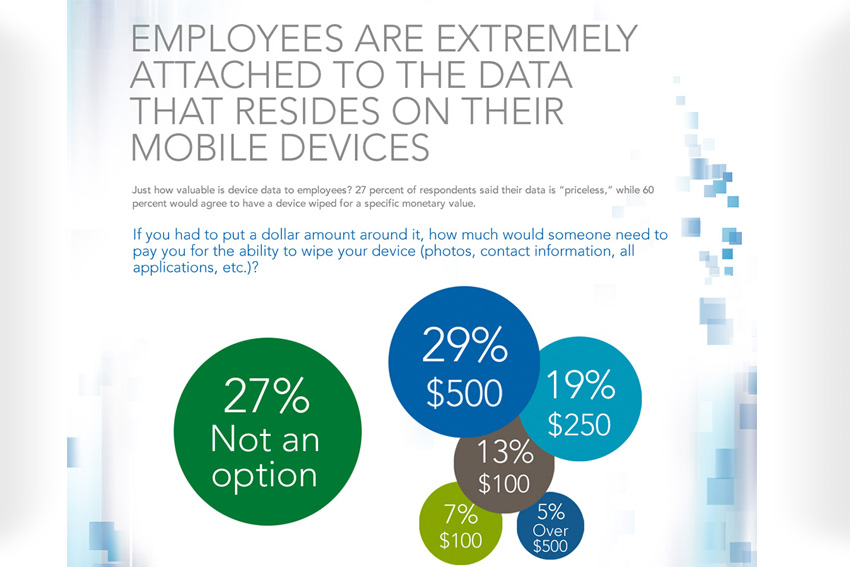 EMPLOYEES ARE EXTREMELY
ATTACHED TO THE DATA
THAT RESIDES ON THEIR
MOBILE DEVICES
Just how valuable is device data to employees? 27 percent of respondents said their data is “priceless,” while 60
percent would agree to have a device wiped for a specific monetary value.
If you had to put a dollar amount around it, how much would someone need to
pay you for the ability to wipe your device (photos, contact information, all
applications, etc.)?
27%
Not an
option
29%
$500
19%
$250
13%
$100
7%
$100
5%
Over
$500